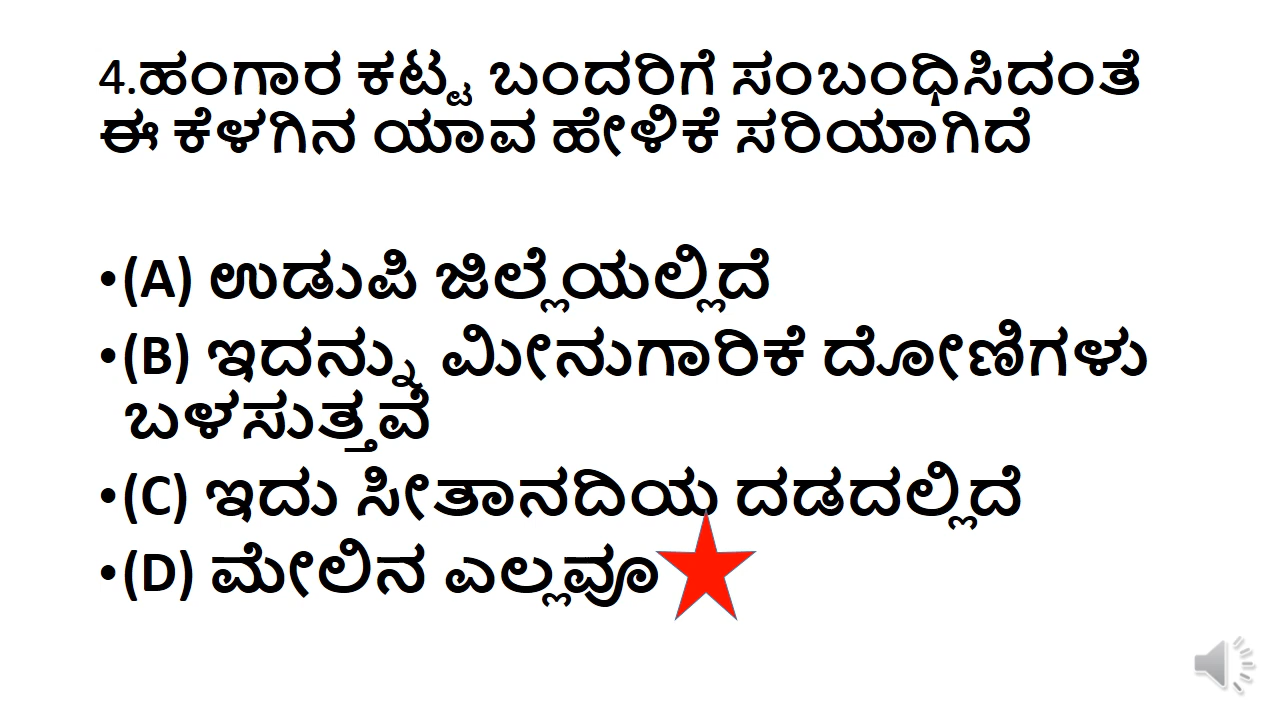 4.ಹಂಗಾರ ಕಟ್ಟ ಬಂದರಿಗೆ ಸಂಬಂಧಿಸಿದಂತೆ
ಈ ಕೆಳಗಿನ ಯಾವ ಹೇಳಿಕೆ ಸರಿಯಾಗಿದೆ
•(A) ಉಡುಪಿ ಜಿಲ್ಲೆಯಲ್ಲಿದೆ
•(B) ಇದನ್ನು ಮೀನುಗಾರಿಕೆ ದೋಣಿಗಳು
ಬಳಸುತ್ತವೆ
•(C) ಇದು ಸೀತಾನದಿಯ ದಡದಲ್ಲಿದೆ
•(D) ಮೇಲಿನ ಎಲ್ಲವೂ